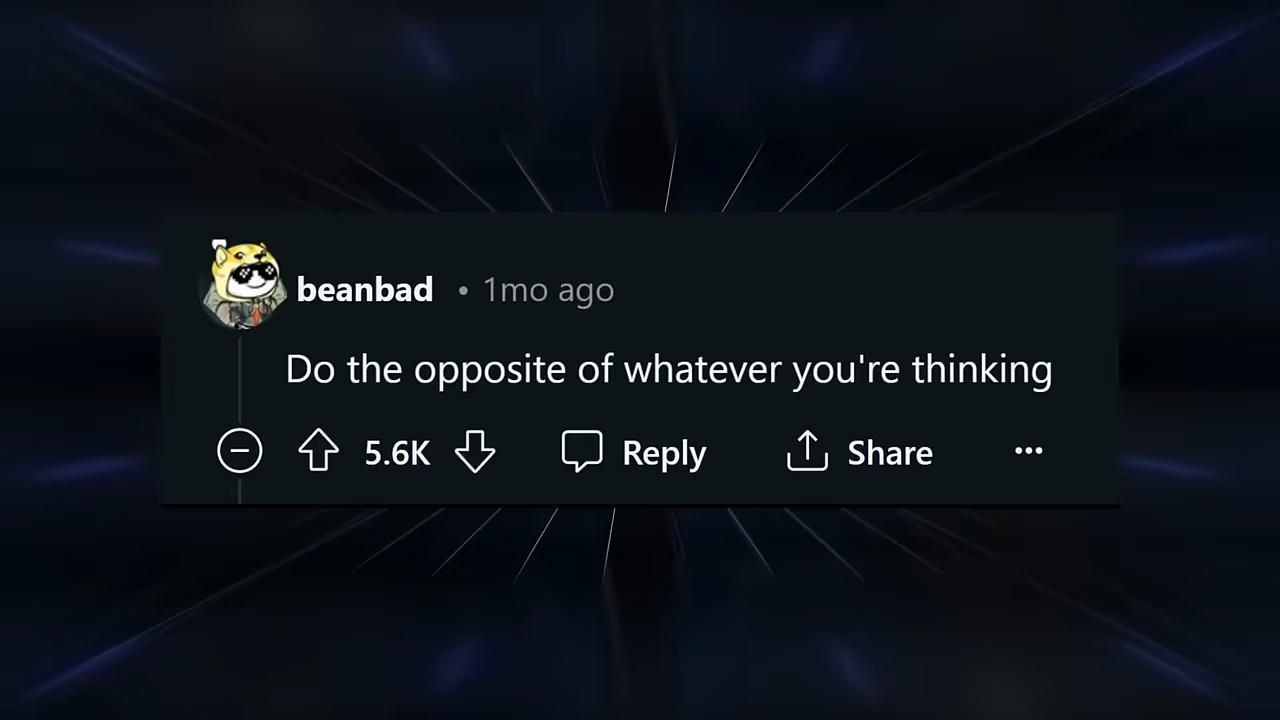 beanbad • 1mo ago
Do the opposite of whatever you're thinking
5.6K Reply Share ...